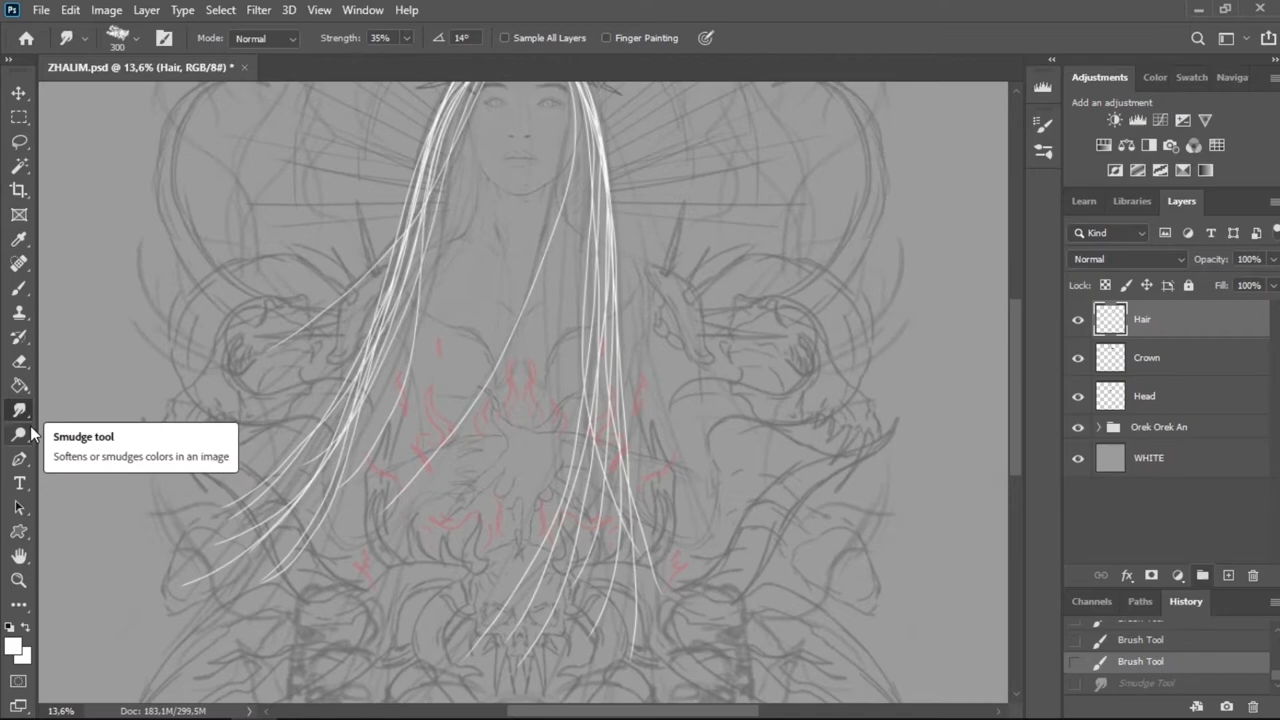 Ps File Edit Image Layer Type Select Filter 3D View Window Help
300 Mode: Normal Strength: 35% 14° Sample All Layers Finger Painting
ZHALIM.psd @ 13,6% (Hair, RGB/8#) *
Adjustments Color Swatch Naviga
Add an adjustment
Learn Libraries Layers
Kind
Normal Opacity: 100%
Lock: Fill: 100%
Hair
Crown
Head
Orek Orek An
WHITE
Smudge tool
Softens or smudges colors in an image
Channels Paths History
Brush Tool
Brush Tool
Smudge Tool
13,6% Doc: 183,1M/299,5M